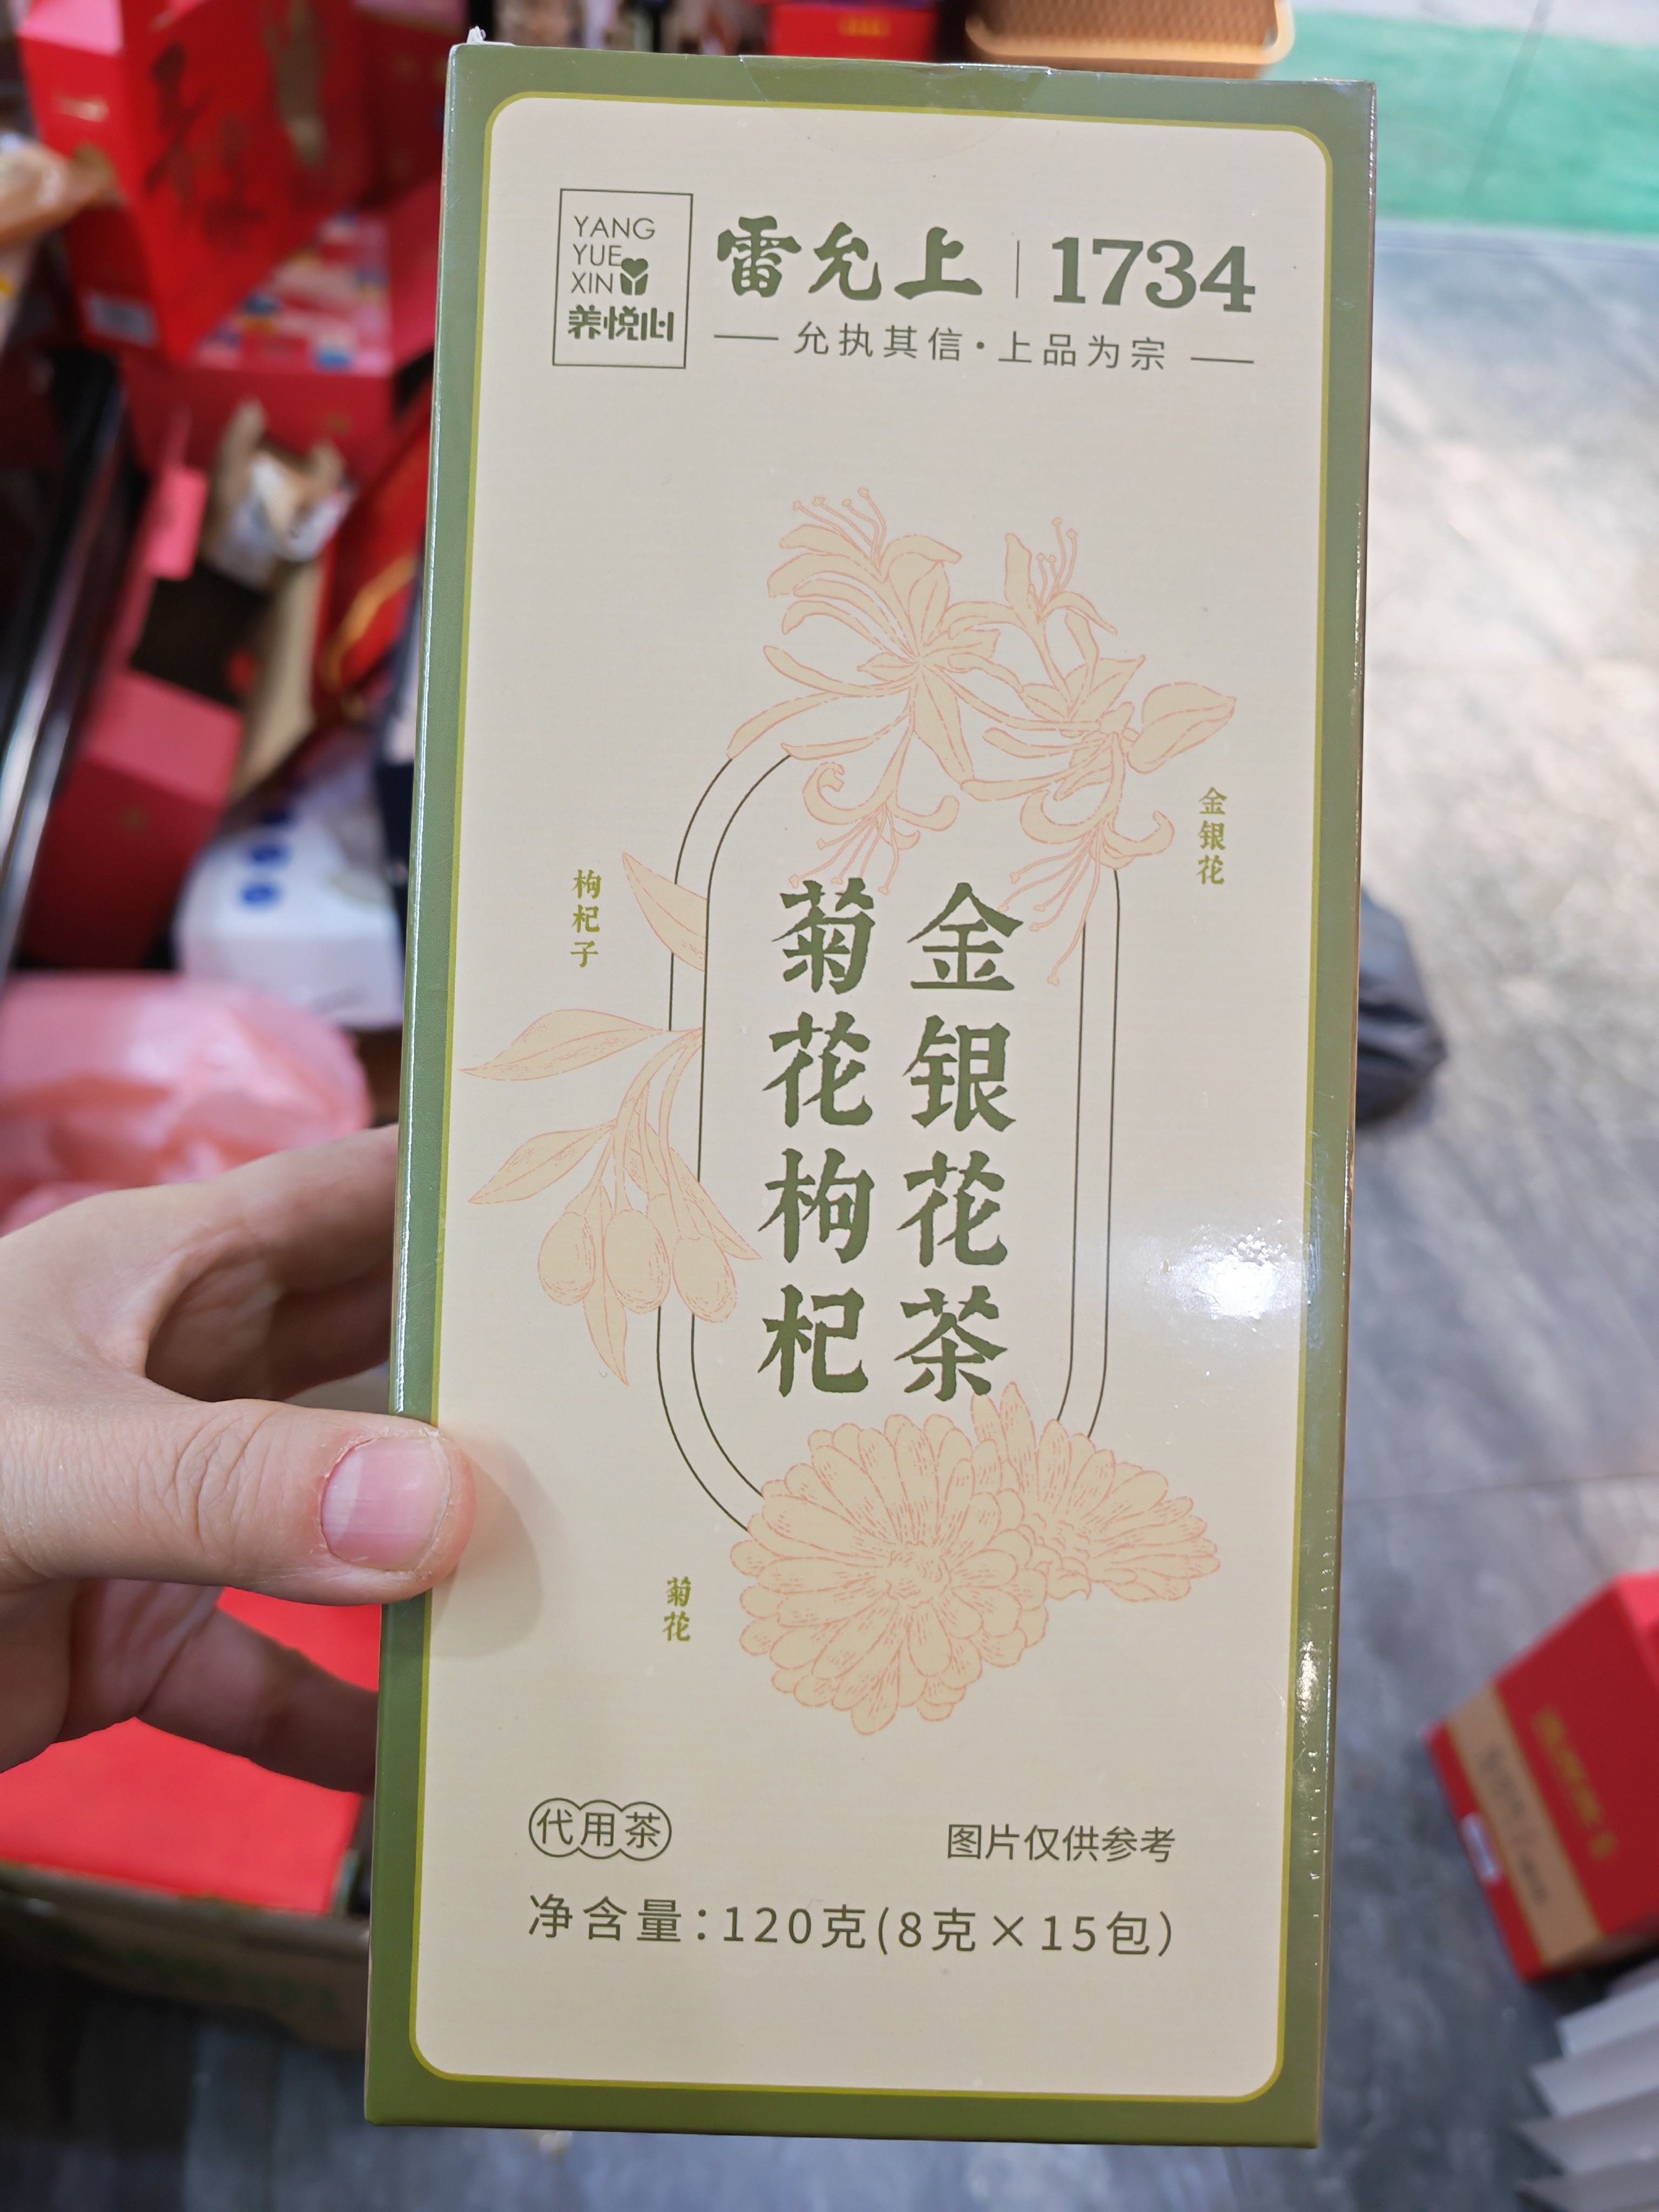 YANG
YUE
XIN
养悦心
雷允上 | 1734
允执其信·上品为宗
金银花
枸杞子
菊花枸杞
金银花茶
菊花
代用茶
图片仅供参考
净含量：120克(8克×15包)